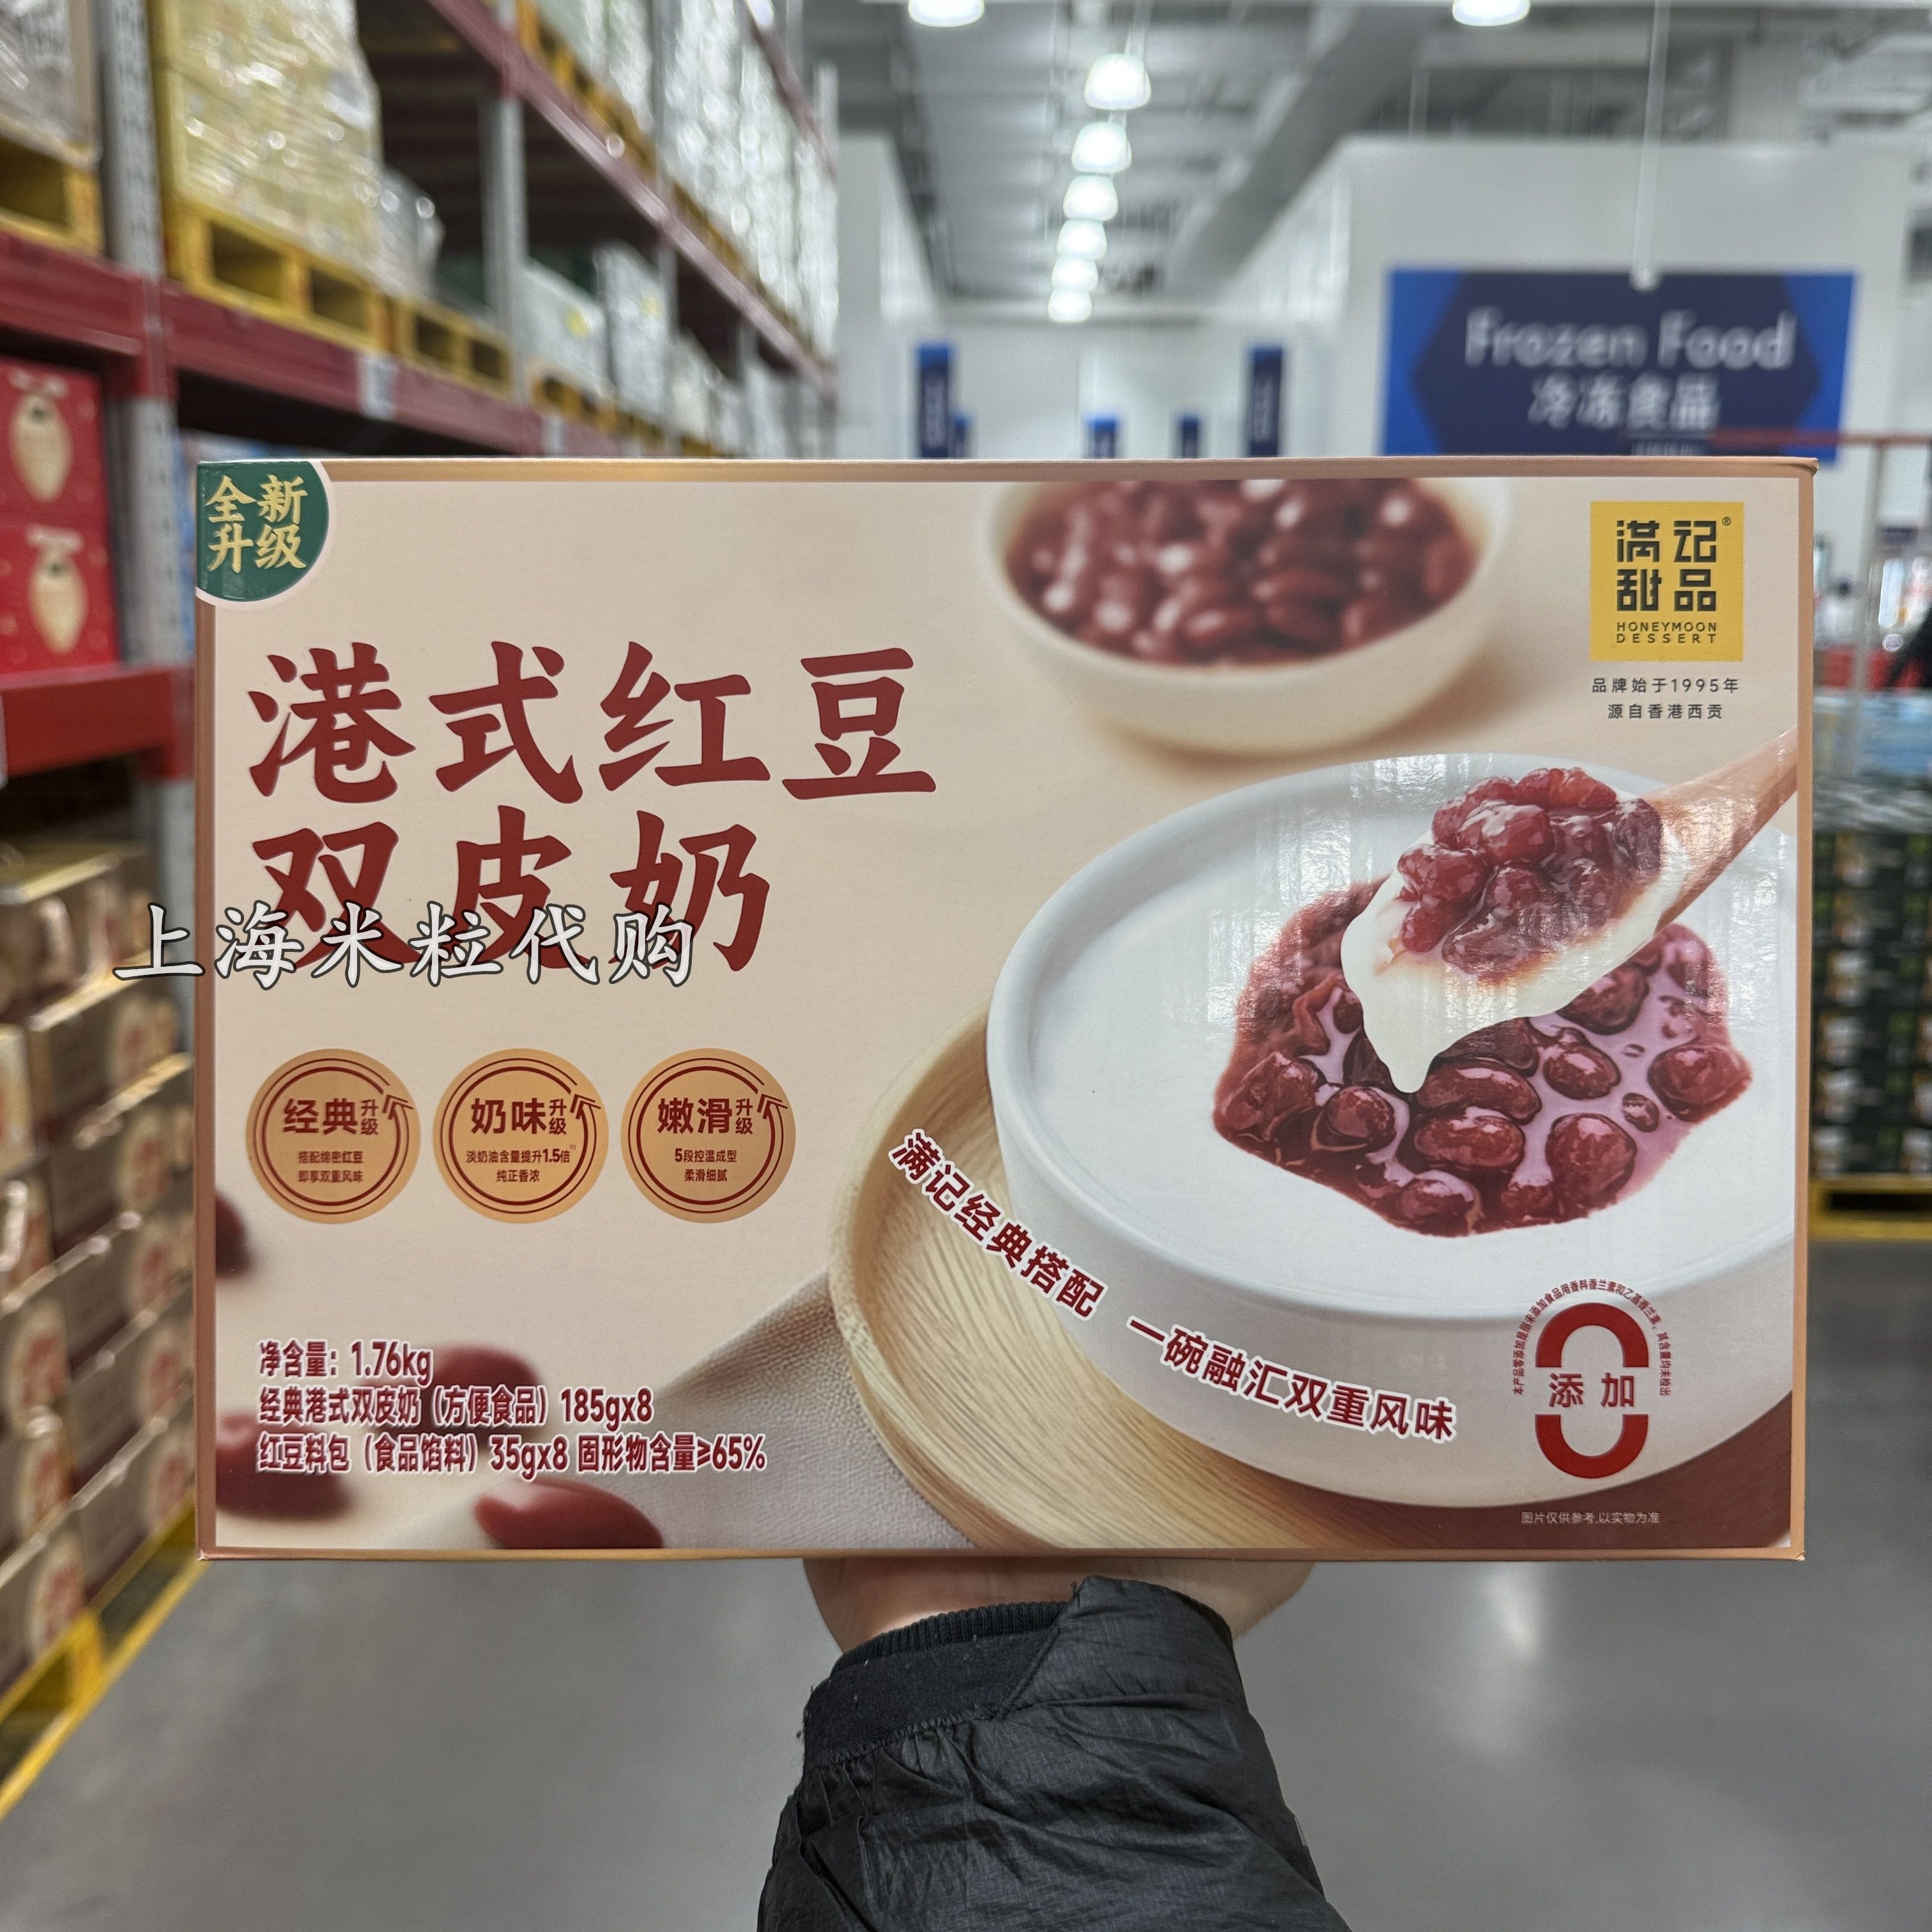 Frozen Food
冷冻食品
全新
升级
满记
甜品
®
HONEYMOON
DESSERT
品牌始于1995年
源自香港西贡
港式红豆
双皮奶
上海米粒代购
经典升级
搭配绵密红豆
即享双重风味
奶味升级
淡奶油含量提升1.5倍
纯正香浓
嫩滑升级
5段控温成型
柔滑细腻
满记经典搭配 一碗融汇双重风味
净含量：1.76kg
经典港式双皮奶（方便食品）185gx8
红豆料包（食品馅料）35gx8 固形物含量≥65%
0
添加
图片仅供参考,以实物为准